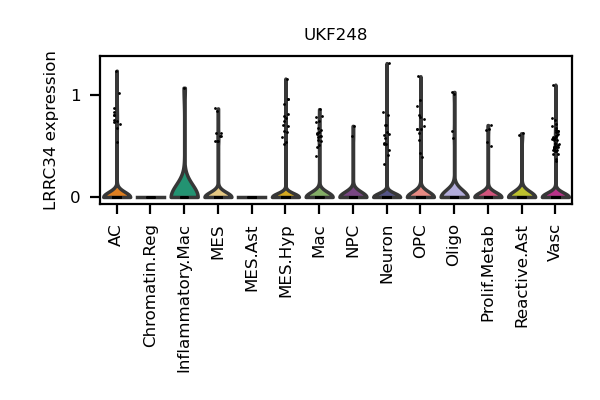 UKF248
LRRC34 expression
1
0
AC
Chromatin.Reg
Inflammatory.Mac
MES
MES.Ast
MES.Hyp
Mac
NPC
Neuron
OPC
Oligo
Prolif.Metab
Reactive.Ast
Vasc